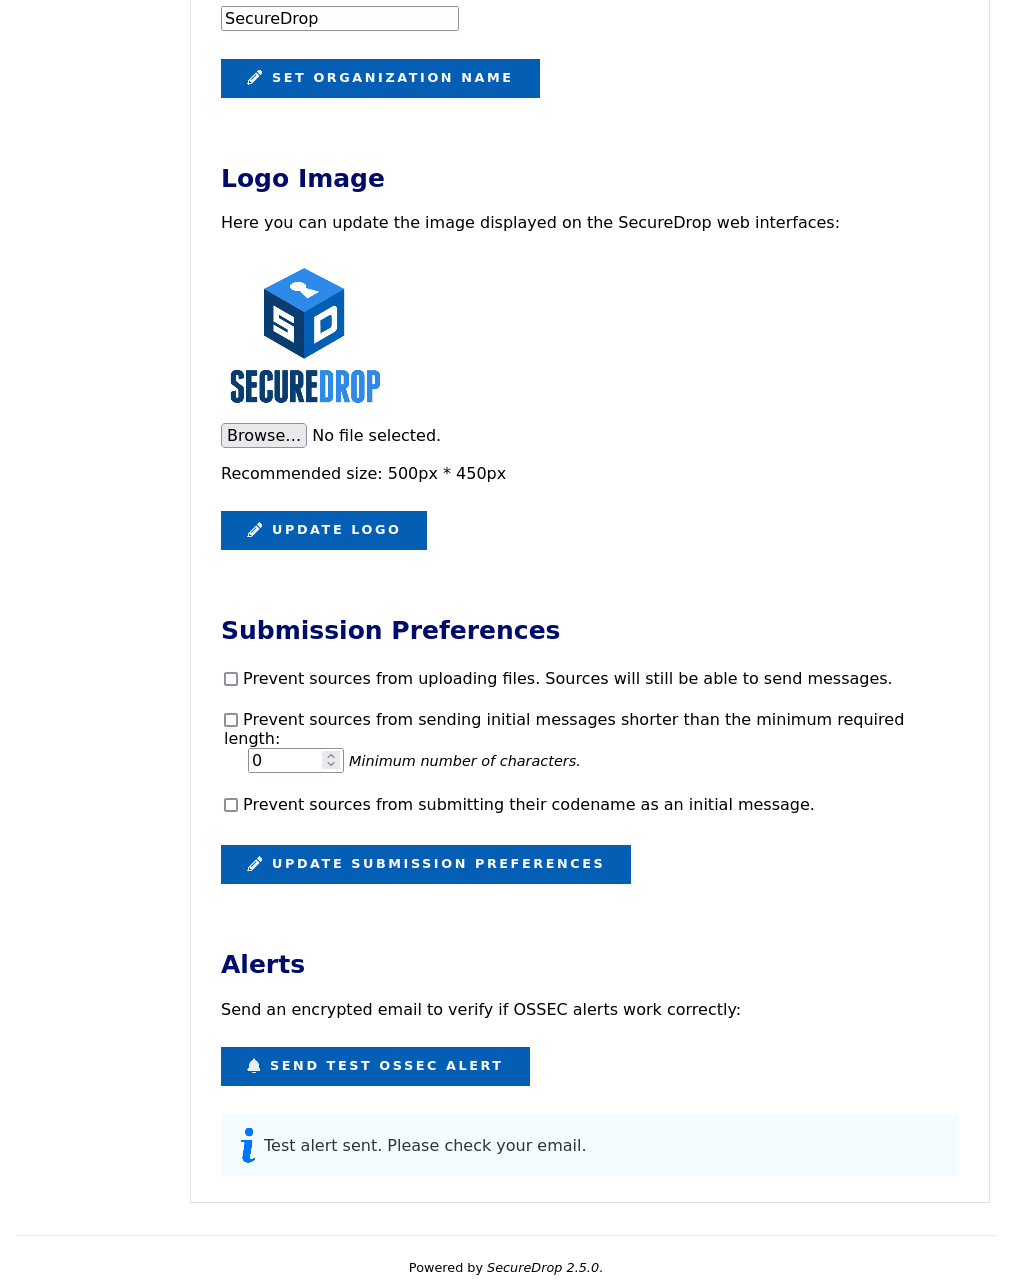 SecureDrop
SET ORGANIZATION NAME
Logo Image
Here you can update the image displayed on the SecureDrop web interfaces:
SD
SECUREDROP
Browse... No file selected.
Recommended size: 500px * 450px
UPDATE LOGO
Submission Preferences
Prevent sources from uploading files. Sources will still be able to send messages.
Prevent sources from sending initial messages shorter than the minimum required
length:
0 Minimum number of characters.
Prevent sources from submitting their codename as an initial message.
UPDATE SUBMISSION PREFERENCES
Alerts
Send an encrypted email to verify if OSSEC alerts work correctly:
SEND TEST OSSEC ALERT
Test alert sent. Please check your email.
Powered by SecureDrop 2.5.0.